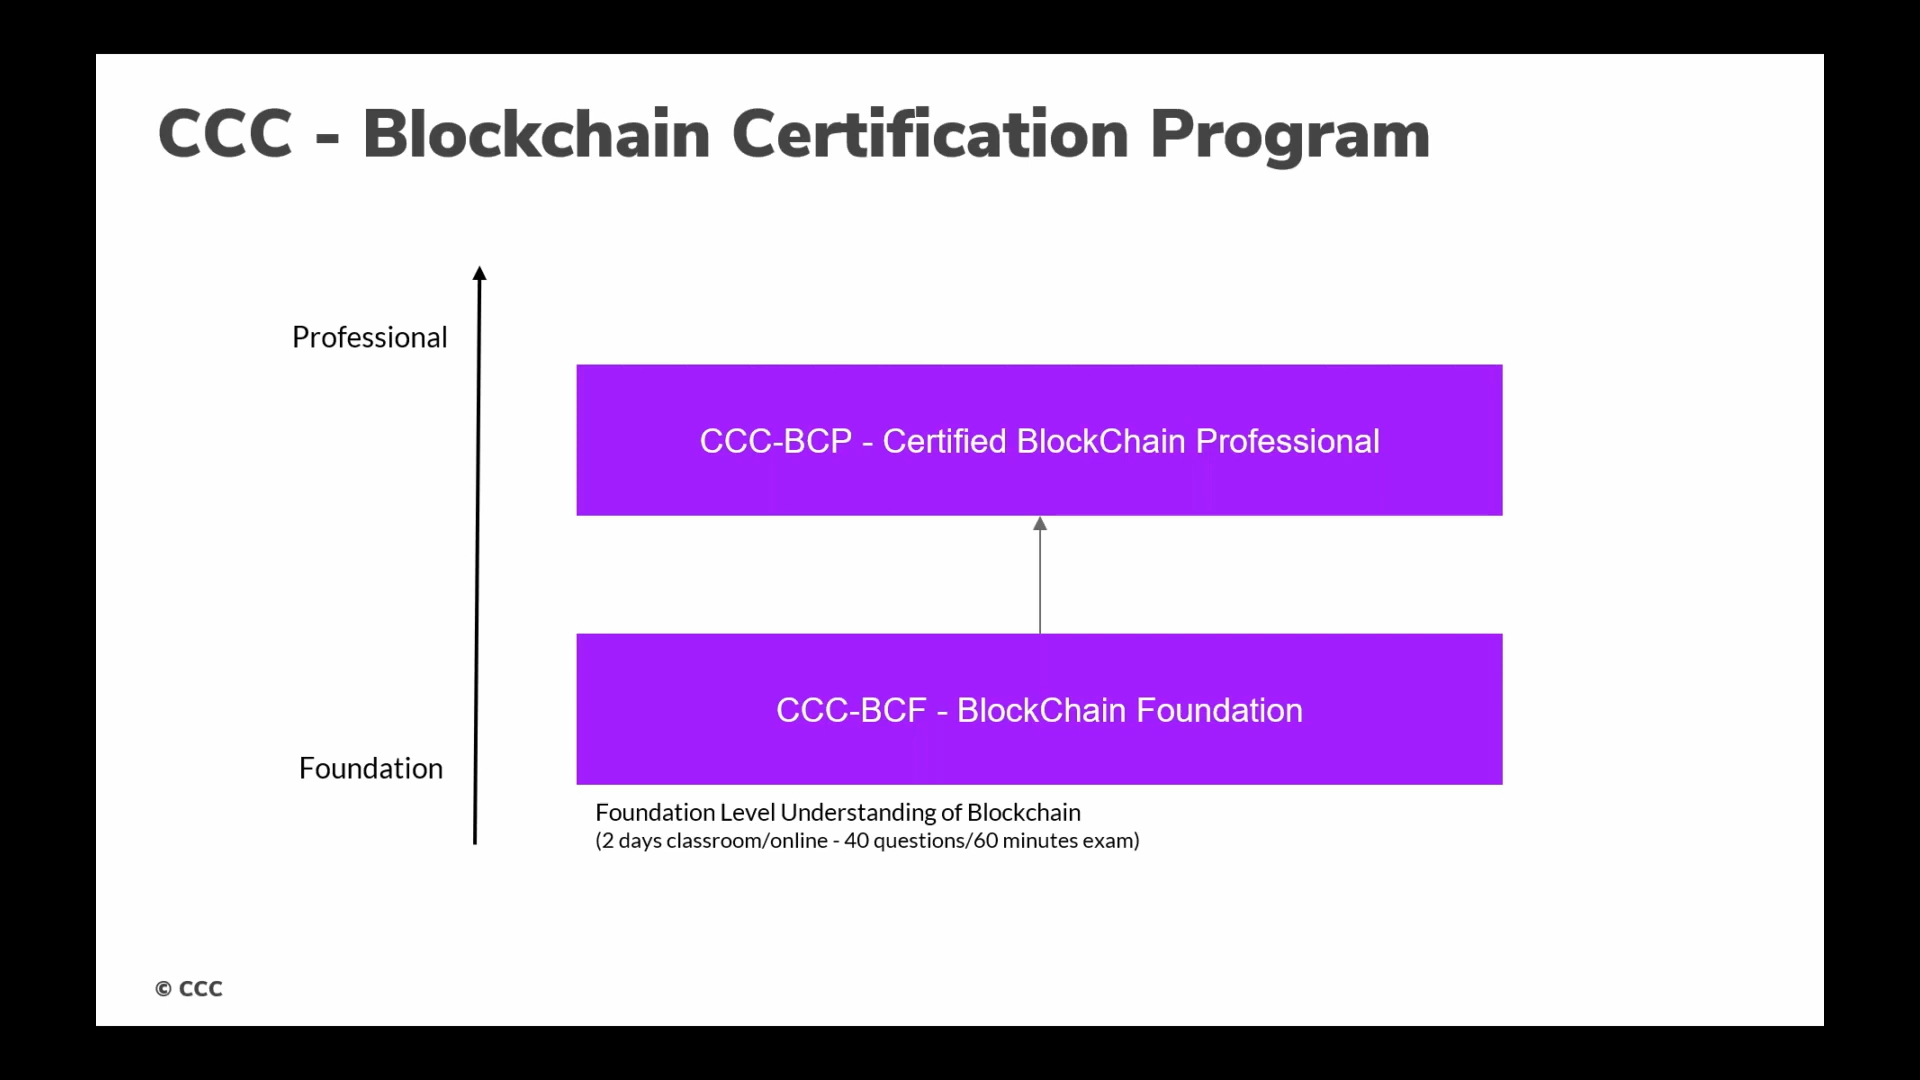 CCC - Blockchain Certification Program
Professional
CCC-BCP - Certified BlockChain Professional
CCC-BCF - BlockChain Foundation
Foundation
Foundation Level Understanding of Blockchain
(2 days classroom/online - 40 questions/60 minutes exam)
© CCC